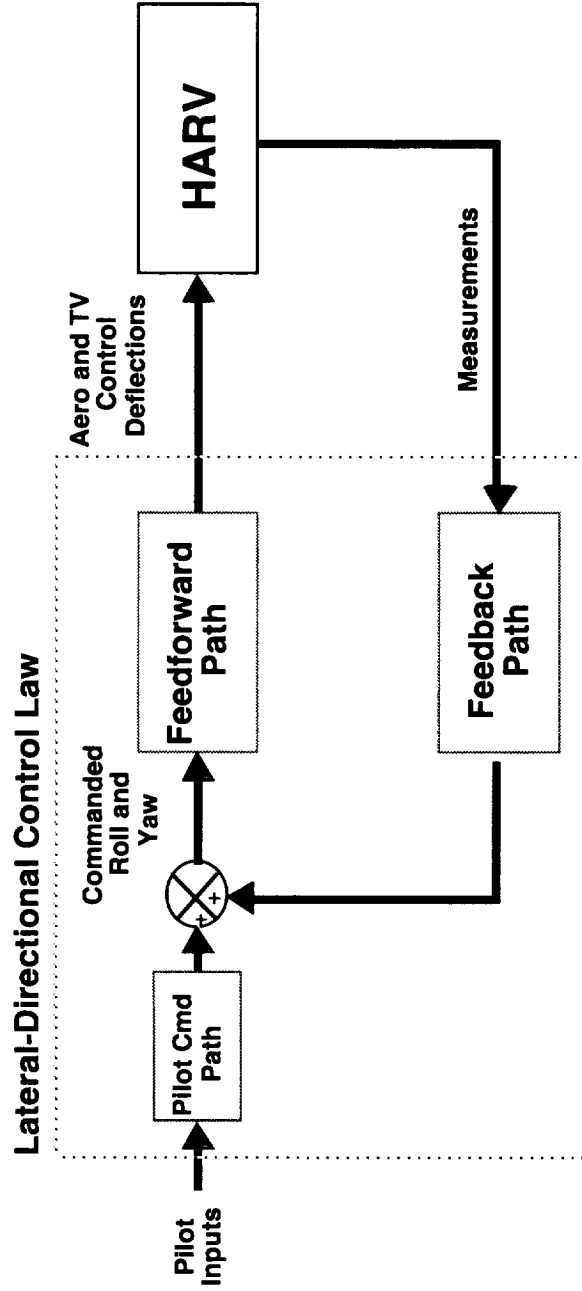 Lateral-Directional Control Law
Pilot
Inputs
Pilot Cmd
Path
+
+
Commanded
Roll and
Yaw
Feedforward
Path
Aero and TV
Control
Deflections
HARV
Measurements
Feedback
Path